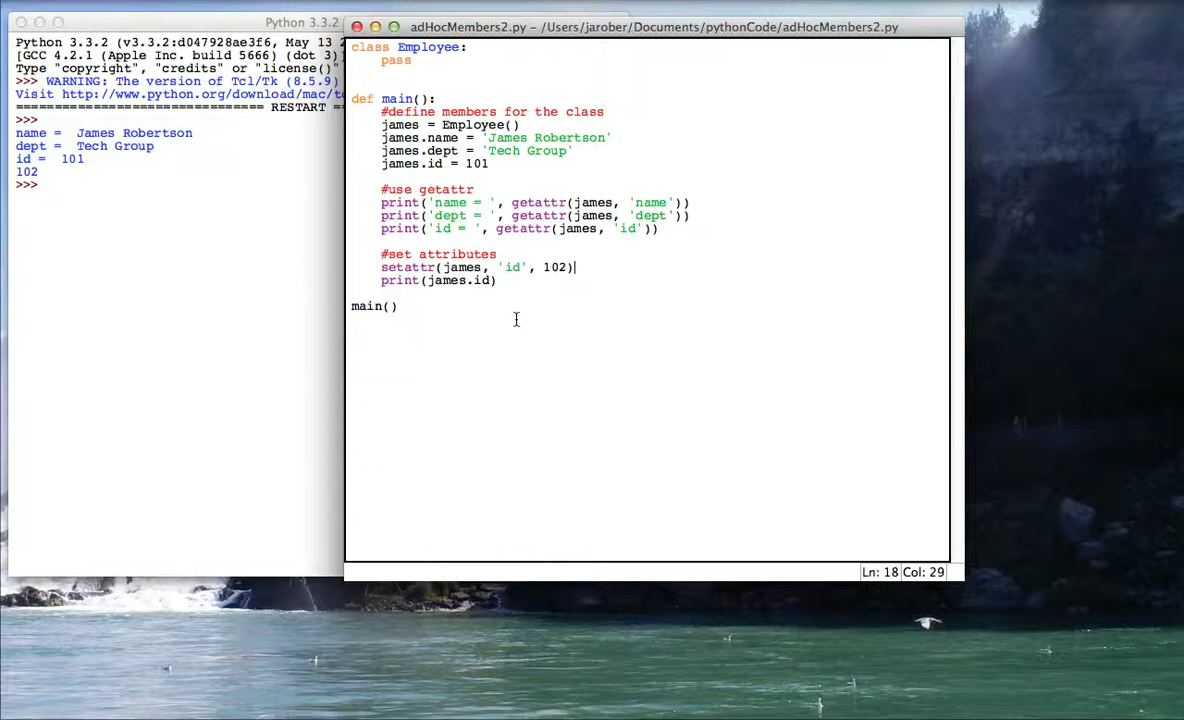 Python 3.3.2
Python 3.3.2 (v3.3.2:d047928ae3f6, May 13 2
[GCC 4.2.1 (Apple Inc. build 5666) (dot 3)]
Type "copyright", "credits" or "license()"
>>> WARNING: The version of Tcl/Tk (8.5.9)
Visit http://www.python.org/download/mac/tc
================================ RESTART ==
>>>
name =  James Robertson
dept =  Tech Group
id =  101
102
>>>
adHocMembers2.py – /Users/jarober/Documents/pythonCode/adHocMembers2.py
class Employee:
    pass
def main():
    #define members for the class
    james = Employee()
    james.name = 'James Robertson'
    james.dept = 'Tech Group'
    james.id = 101
    #use getattr
    print('name = ', getattr(james, 'name'))
    print('dept = ', getattr(james, 'dept'))
    print('id = ', getattr(james, 'id'))
    #set attributes
    setattr(james, 'id', 102)
    print(james.id)
main()
Ln: 18 Col: 29